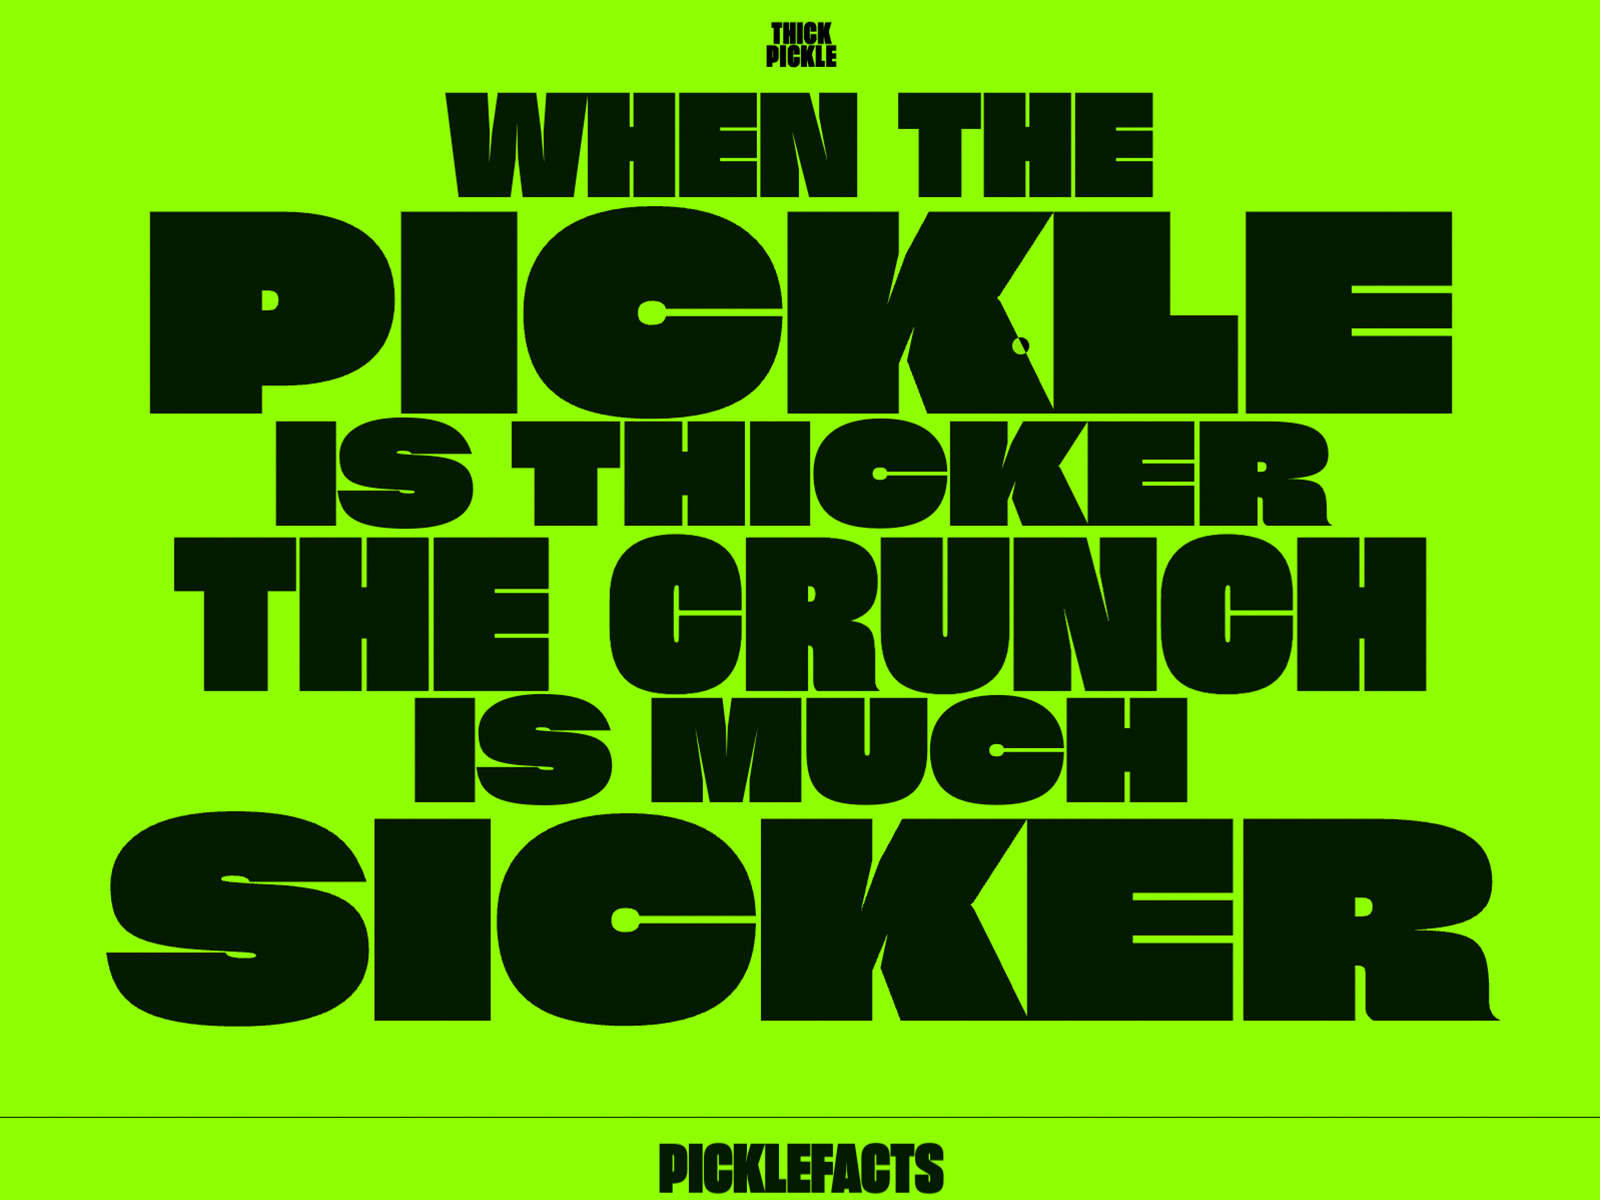 THICK
PICKLE
WHEN THE
PICKLE
IS THICKER
THE CRUNCH
IS MUCH
SICKER
PICKLEFACTS